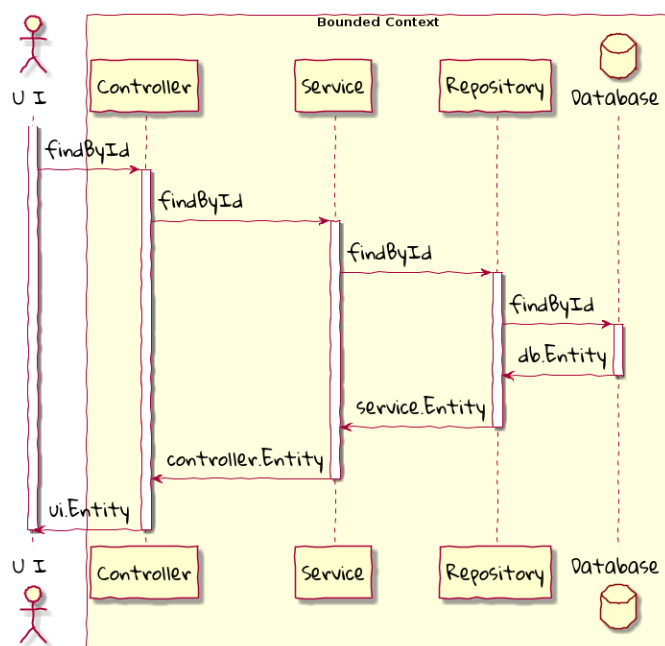 Bounded Context
U I
Controller
Service
Repository
Database
findById
findById
findById
findById
db.Entity
service.Entity
controller.Entity
ui.Entity
U I
Controller
Service
Repository
Database